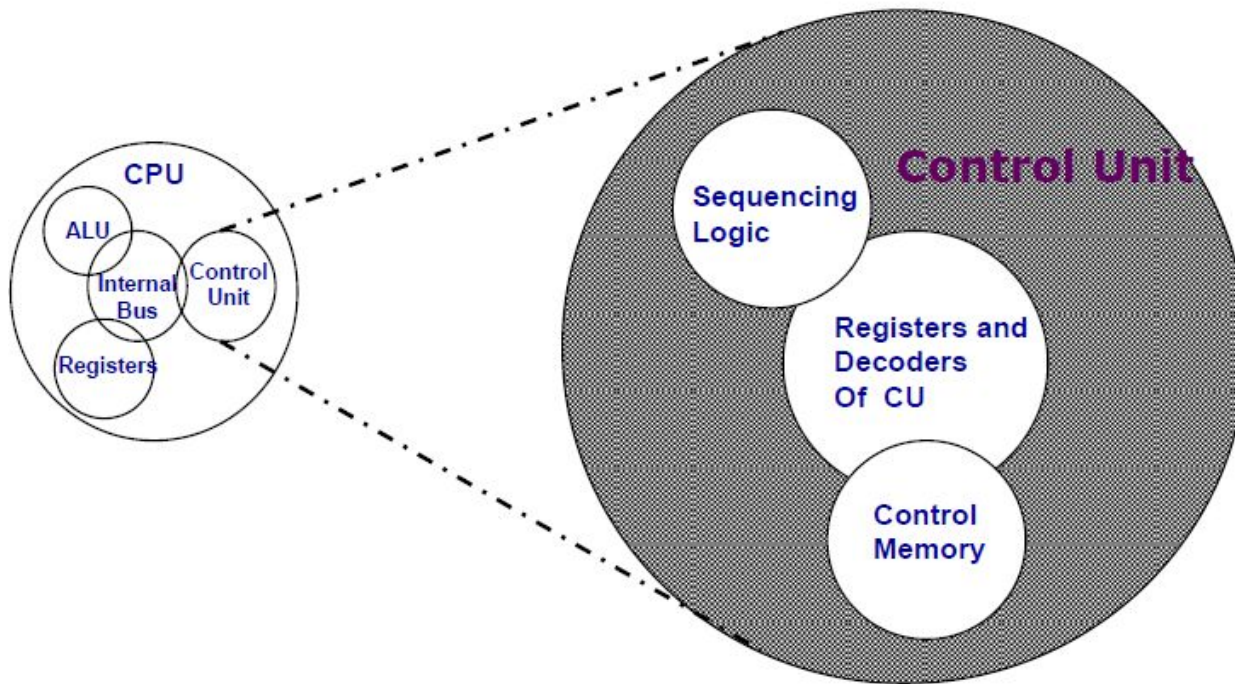 CPU
ALU
Internal
Bus
Control
Unit
Registers
Control Unit
Sequencing
Logic
Registers and
Decoders
Of CU
Control
Memory